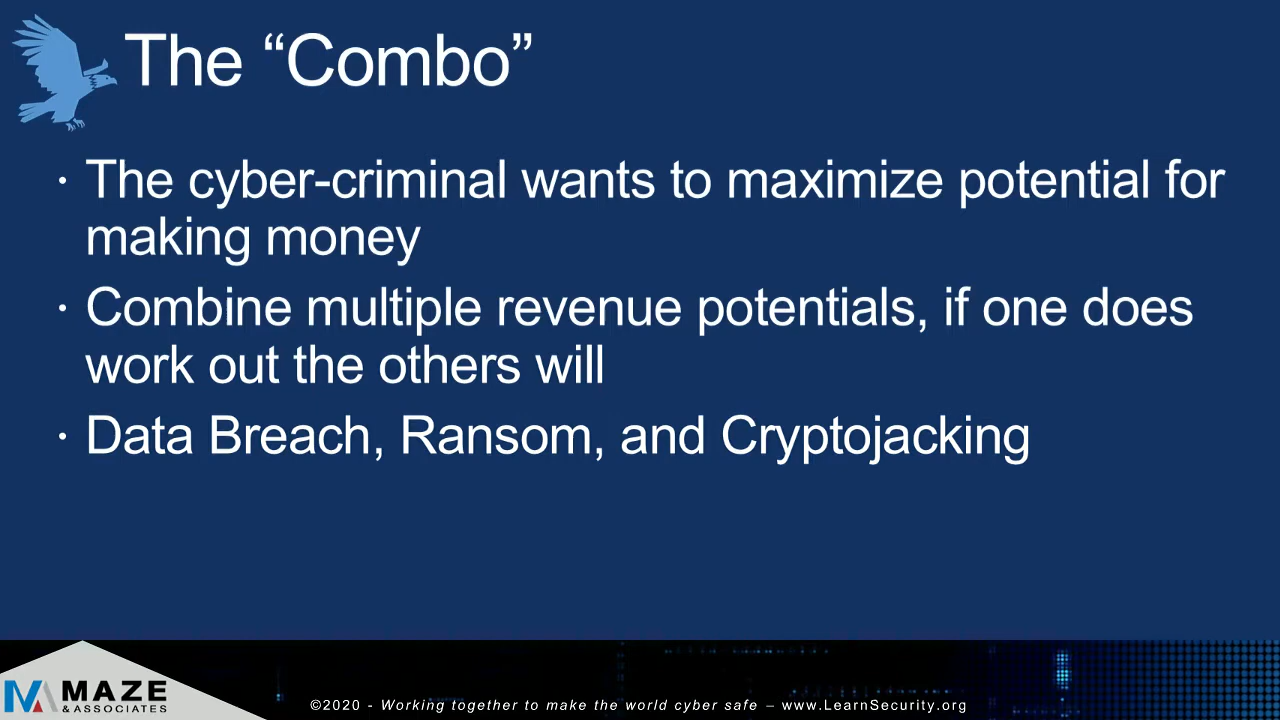 The “Combo”
· The cyber-criminal wants to maximize potential for
making money
· Combine multiple revenue potentials, if one does
work out the others will
· Data Breach, Ransom, and Cryptojacking
MAZE
& ASSOCIATES
©2020 - Working together to make the world cyber safe – www.LearnSecurity.org